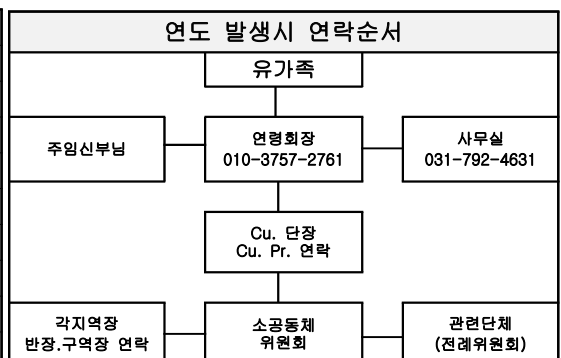 연도 발생시 연락순서
유가족
주임신부님
연령회장
010-3757-2761
사무실
031-792-4631
Cu. 단장
Cu. Pr. 연락
각지역장
반장.구역장 연락
소공동체
위원회
관련단체
(전례위원회)